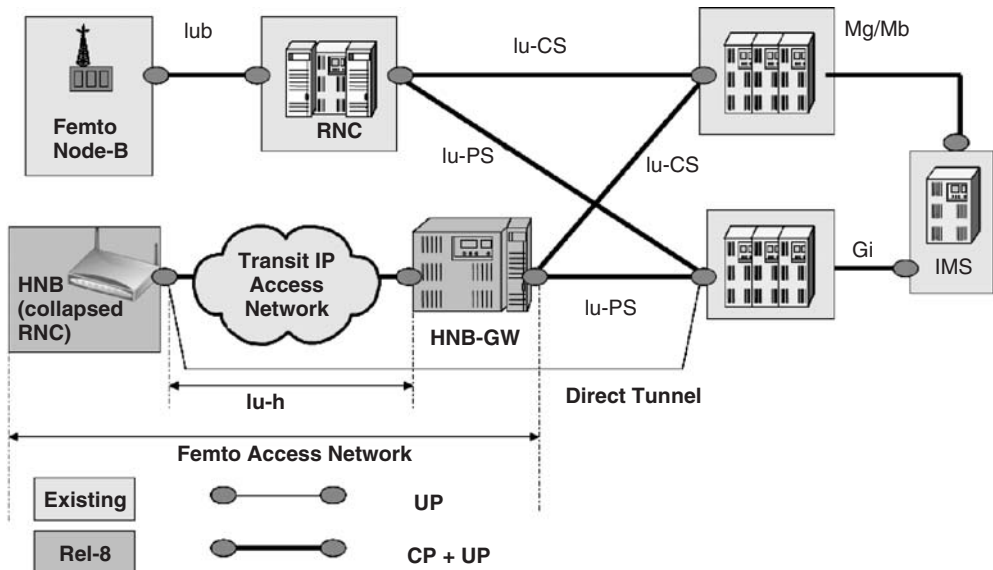 Iub
Iu-CS
Mg/Mb
Femto
Node-B
RNC
Iu-PS
Iu-CS
Transit IP
Access
Network
HNB
(collapsed
RNC)
HNB-GW
Iu-PS
Gi
IMS
Iu-h
Direct Tunnel
Femto Access Network
Existing
UP
Rel-8
CP + UP